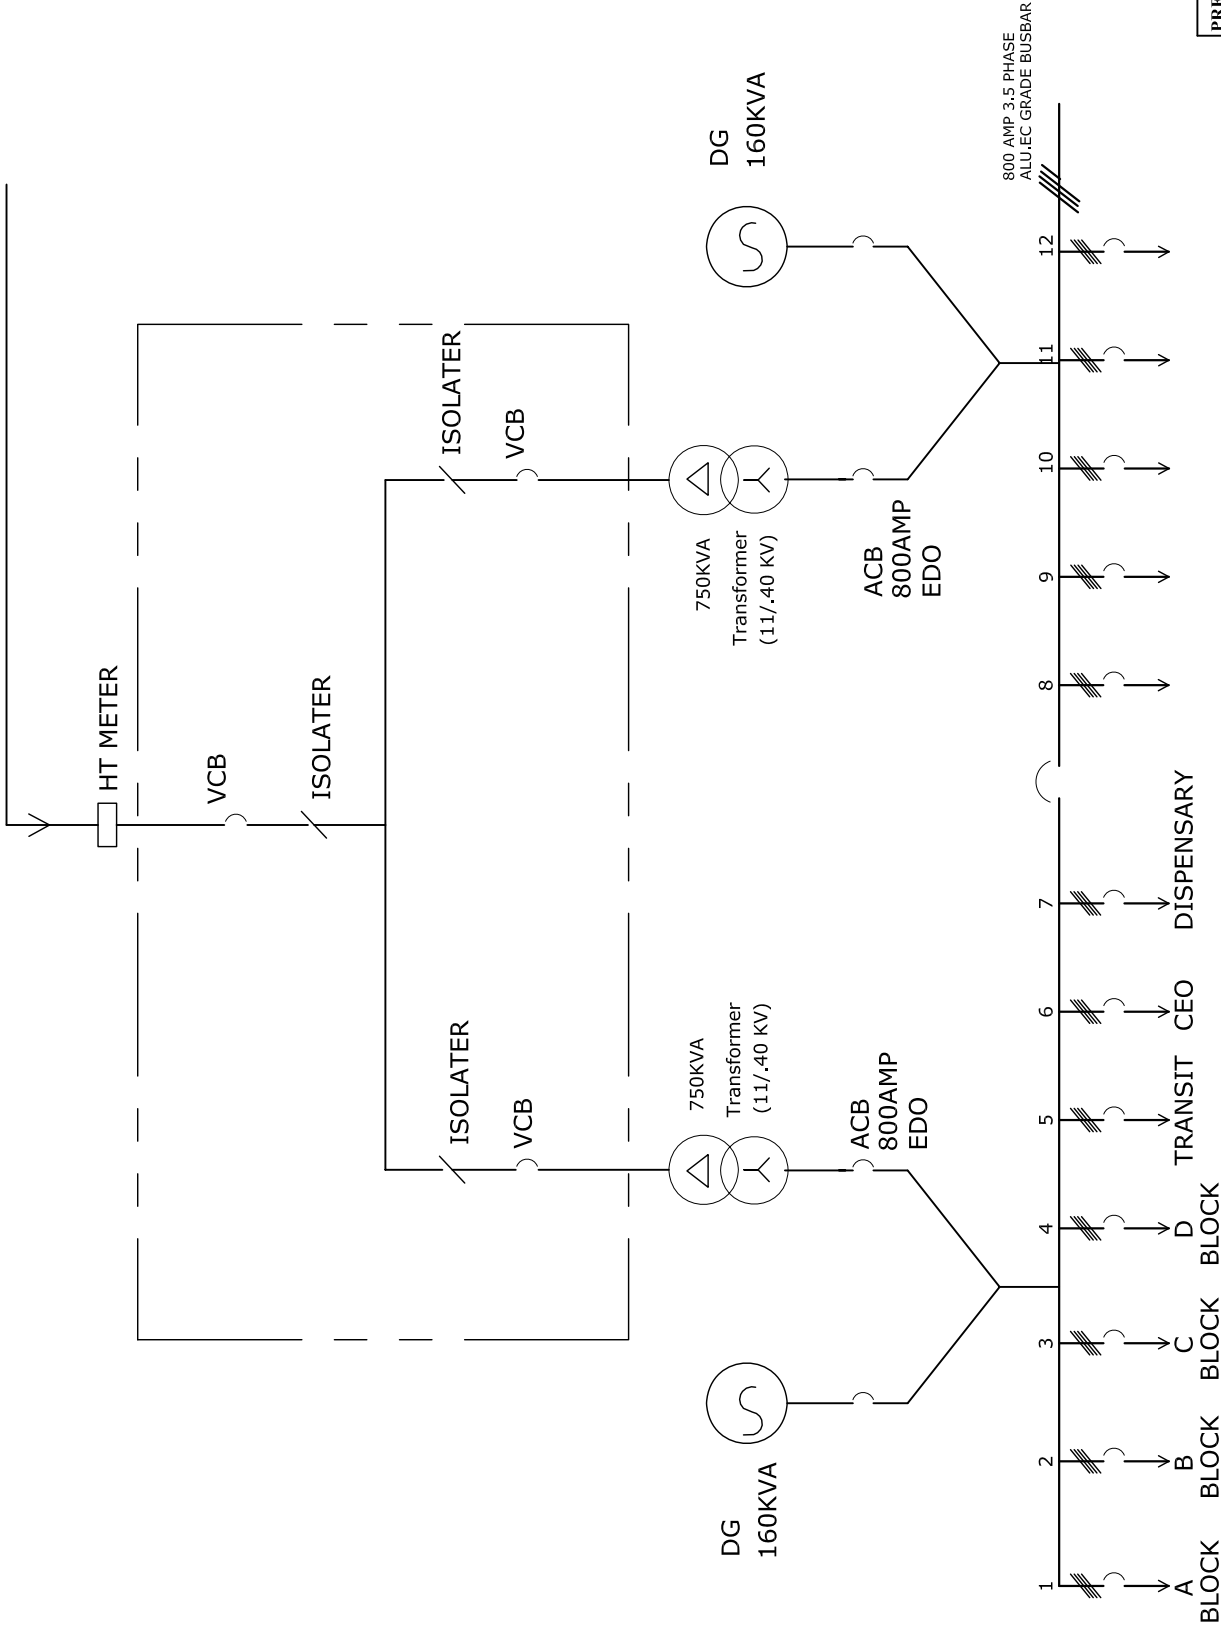 HT METER
VCB
ISOLATER
ISOLATER
VCB
ISOLATER
VCB
750KVA
Transformer
(11/.40 KV)
750KVA
Transformer
(11/.40 KV)
DG
160KVA
DG
160KVA
ACB
800AMP
EDO
ACB
800AMP
EDO
800 AMP 3.5 PHASE
ALU.EC GRADE BUSBAR
1
2
3
4
5
6
7
8
9
10
11
12
A
BLOCK
B
BLOCK
C
BLOCK
D
BLOCK
TRANSIT
CEO
DISPENSARY